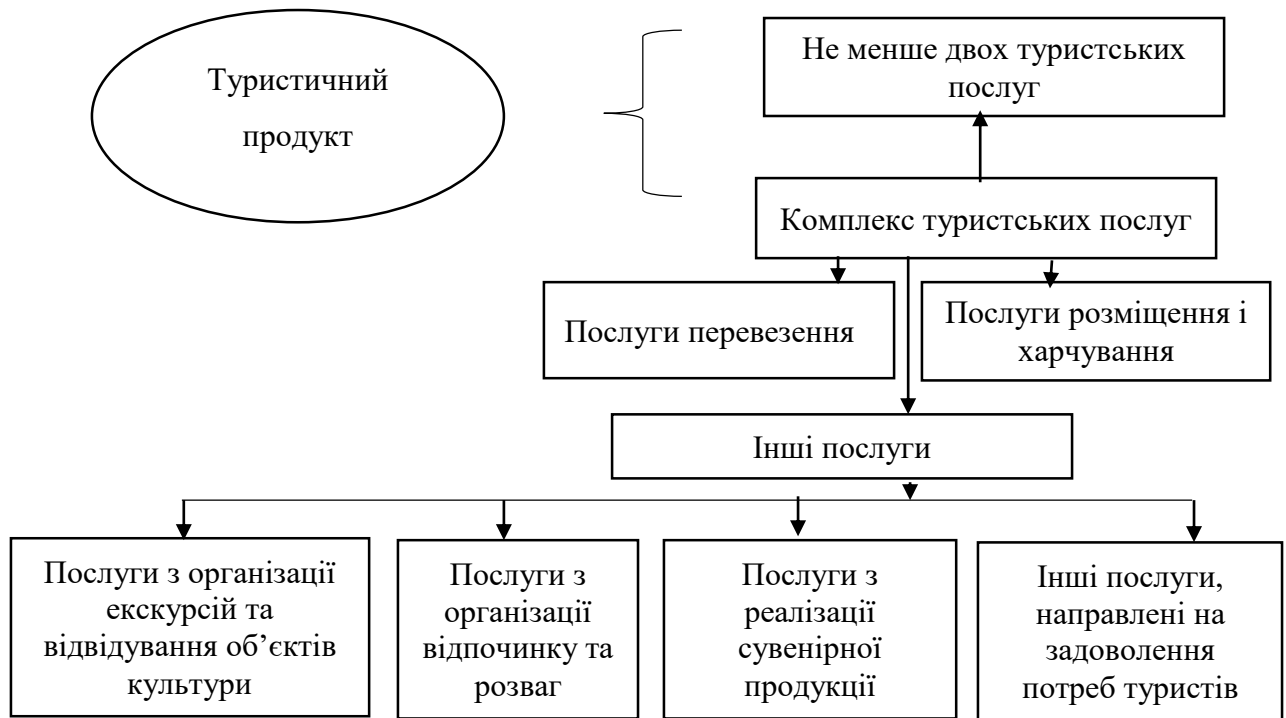 Туристичний
продукт
Не менше двох туристських
послуг
Комплекс туристських послуг
Послуги перевезення
Послуги розміщення і
харчування
Інші послуги
Послуги з організації
екскурсій та
відвідування об’єктів
культури
Послуги з
організації
відпочинку та
розваг
Послуги з
реалізації
сувенірної
продукції
Інші послуги,
направлені на
задоволення
потреб туристів